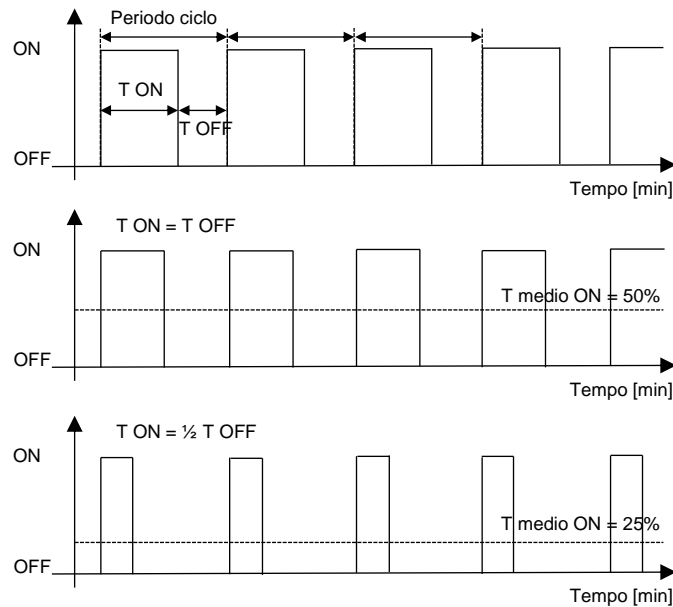 Periodo ciclo
ON
T ON
T OFF
OFF
Tempo [min]
T ON = T OFF
ON
T medio ON = 50%
OFF
Tempo [min]
T ON = ½ T OFF
ON
T medio ON = 25%
OFF
Tempo [min]